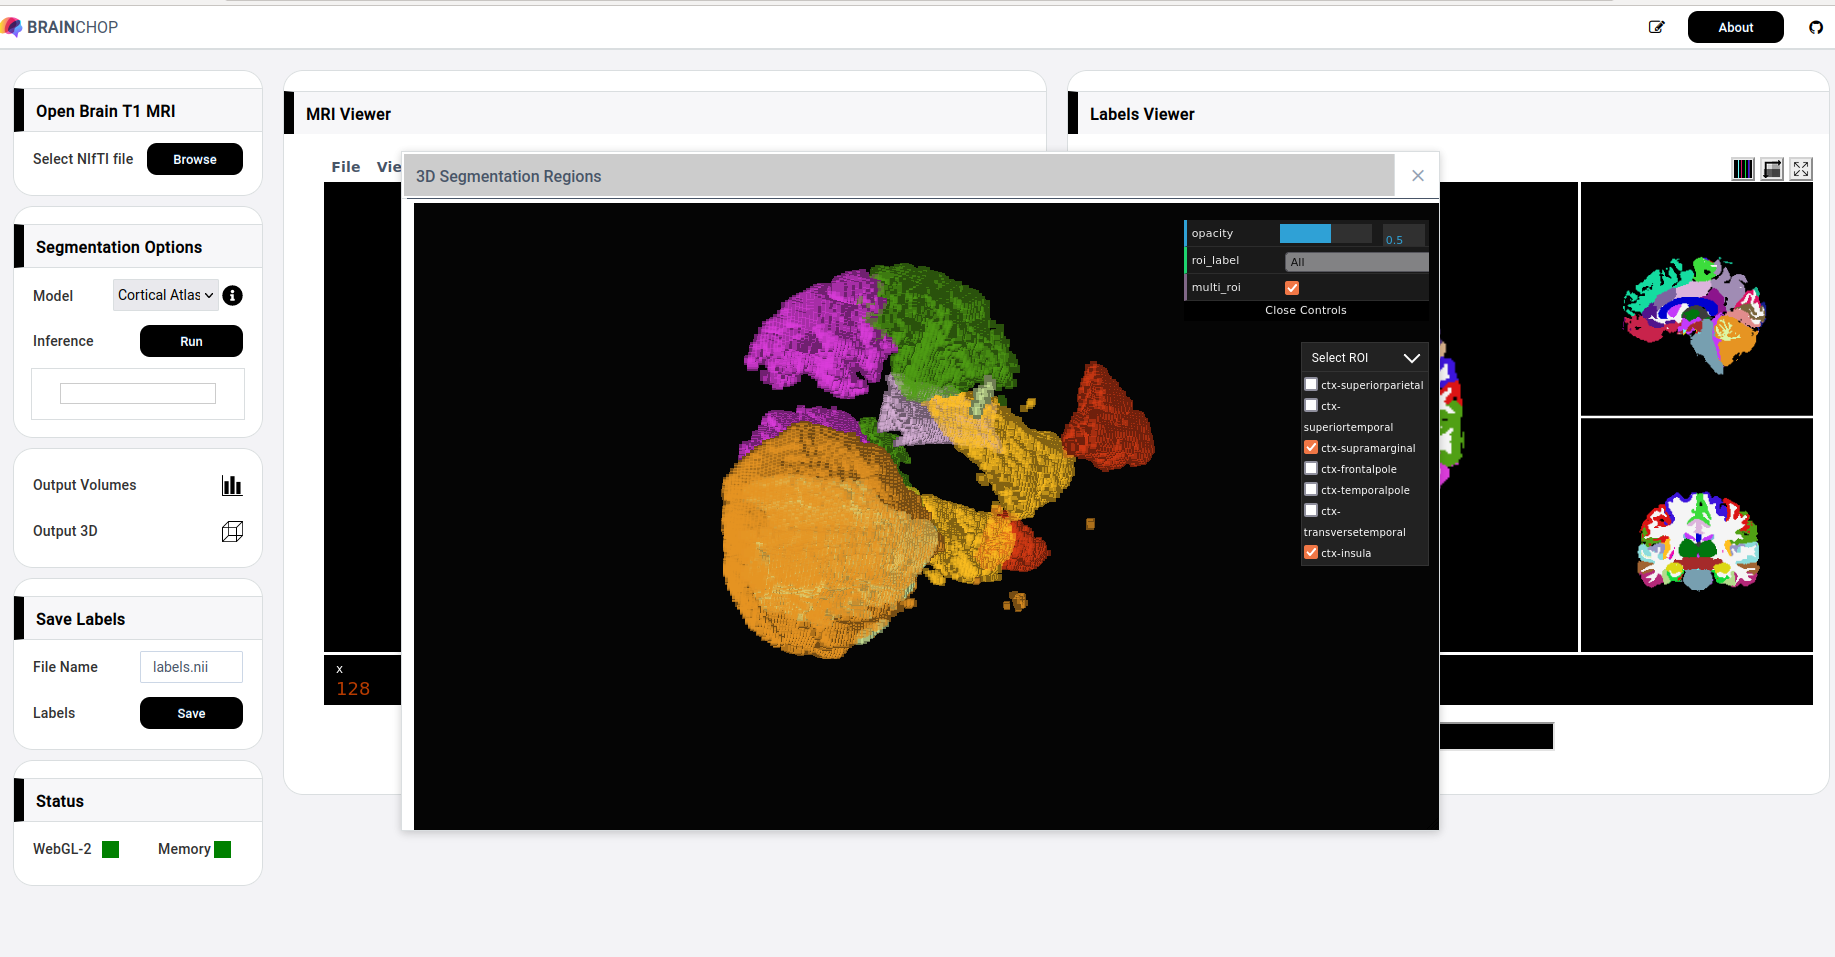 BRAINCHOP
About
Open Brain T1 MRI
Select NIfTI file
Browse
Segmentation Options
Model
Cortical Atlas
Inference
Run
Output Volumes
Output 3D
Save Labels
File Name
labels.nii
Labels
Save
Status
WebGL-2
Memory
MRI Viewer
File
Vie
x
128
Labels Viewer
3D Segmentation Regions
opacity
0.5
roi_label
All
multi_roi
Close Controls
Select ROI
ctx-superiorparietal
ctx-
superiortemporal
ctx-supramarginal
ctx-frontalpole
ctx-temporalpole
ctx-
transversetemporal
ctx-insula